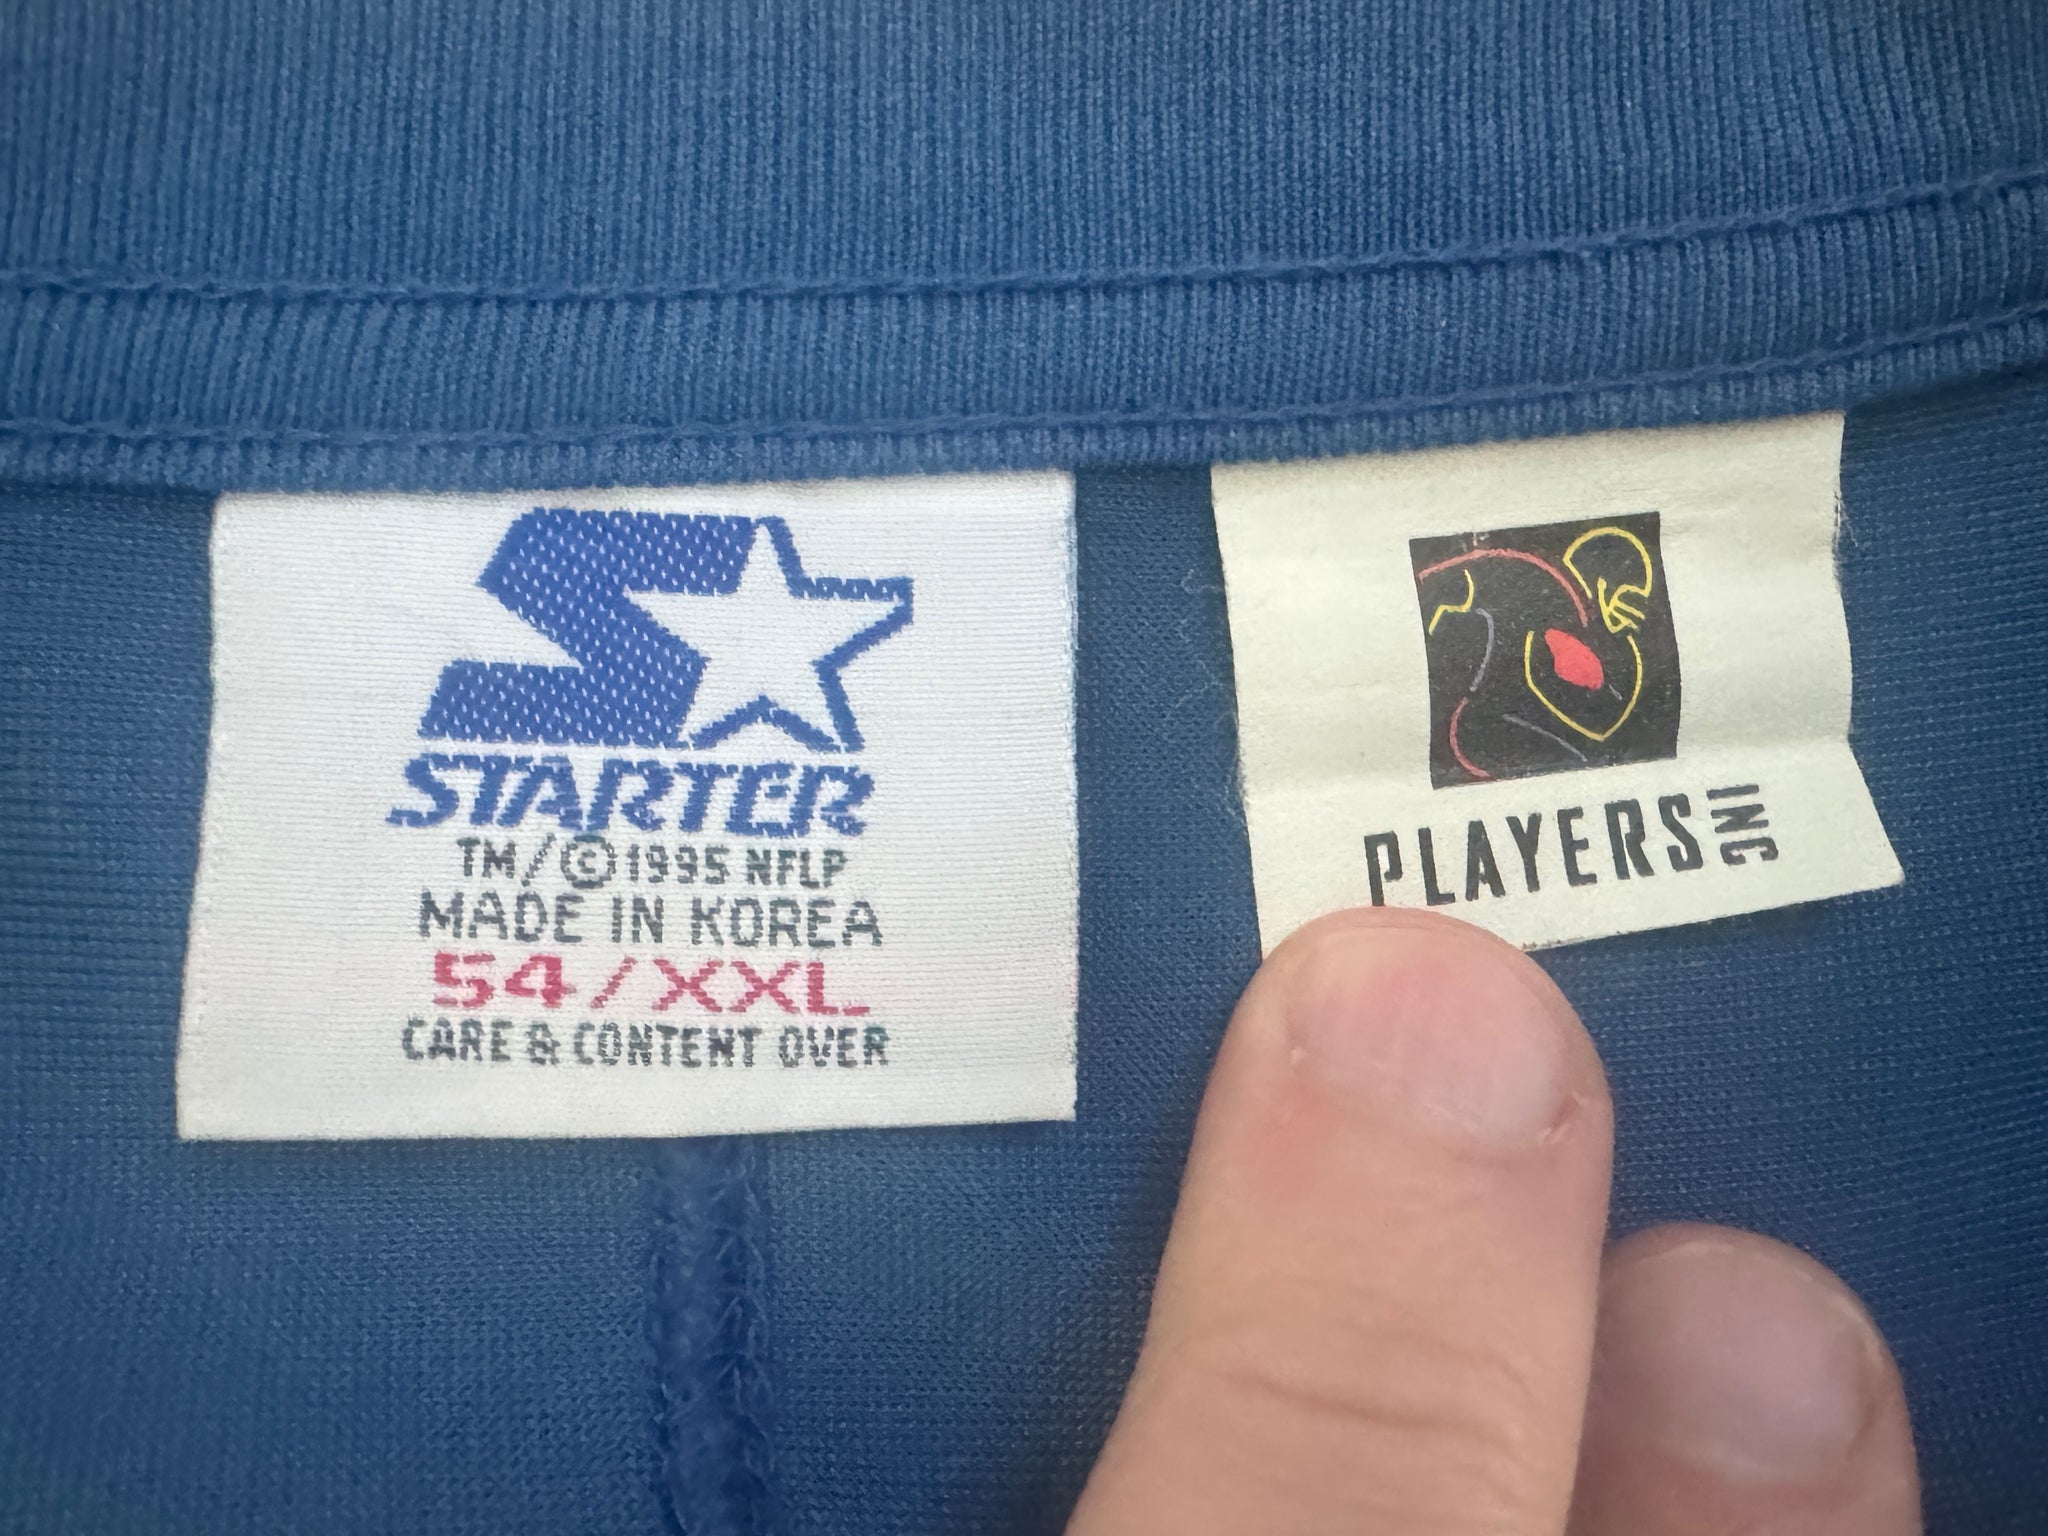 STARTER
TM/©1995 NFLP
MADE IN KOREA
54/XXL
CARE & CONTENT OVER
PLAYERS INC